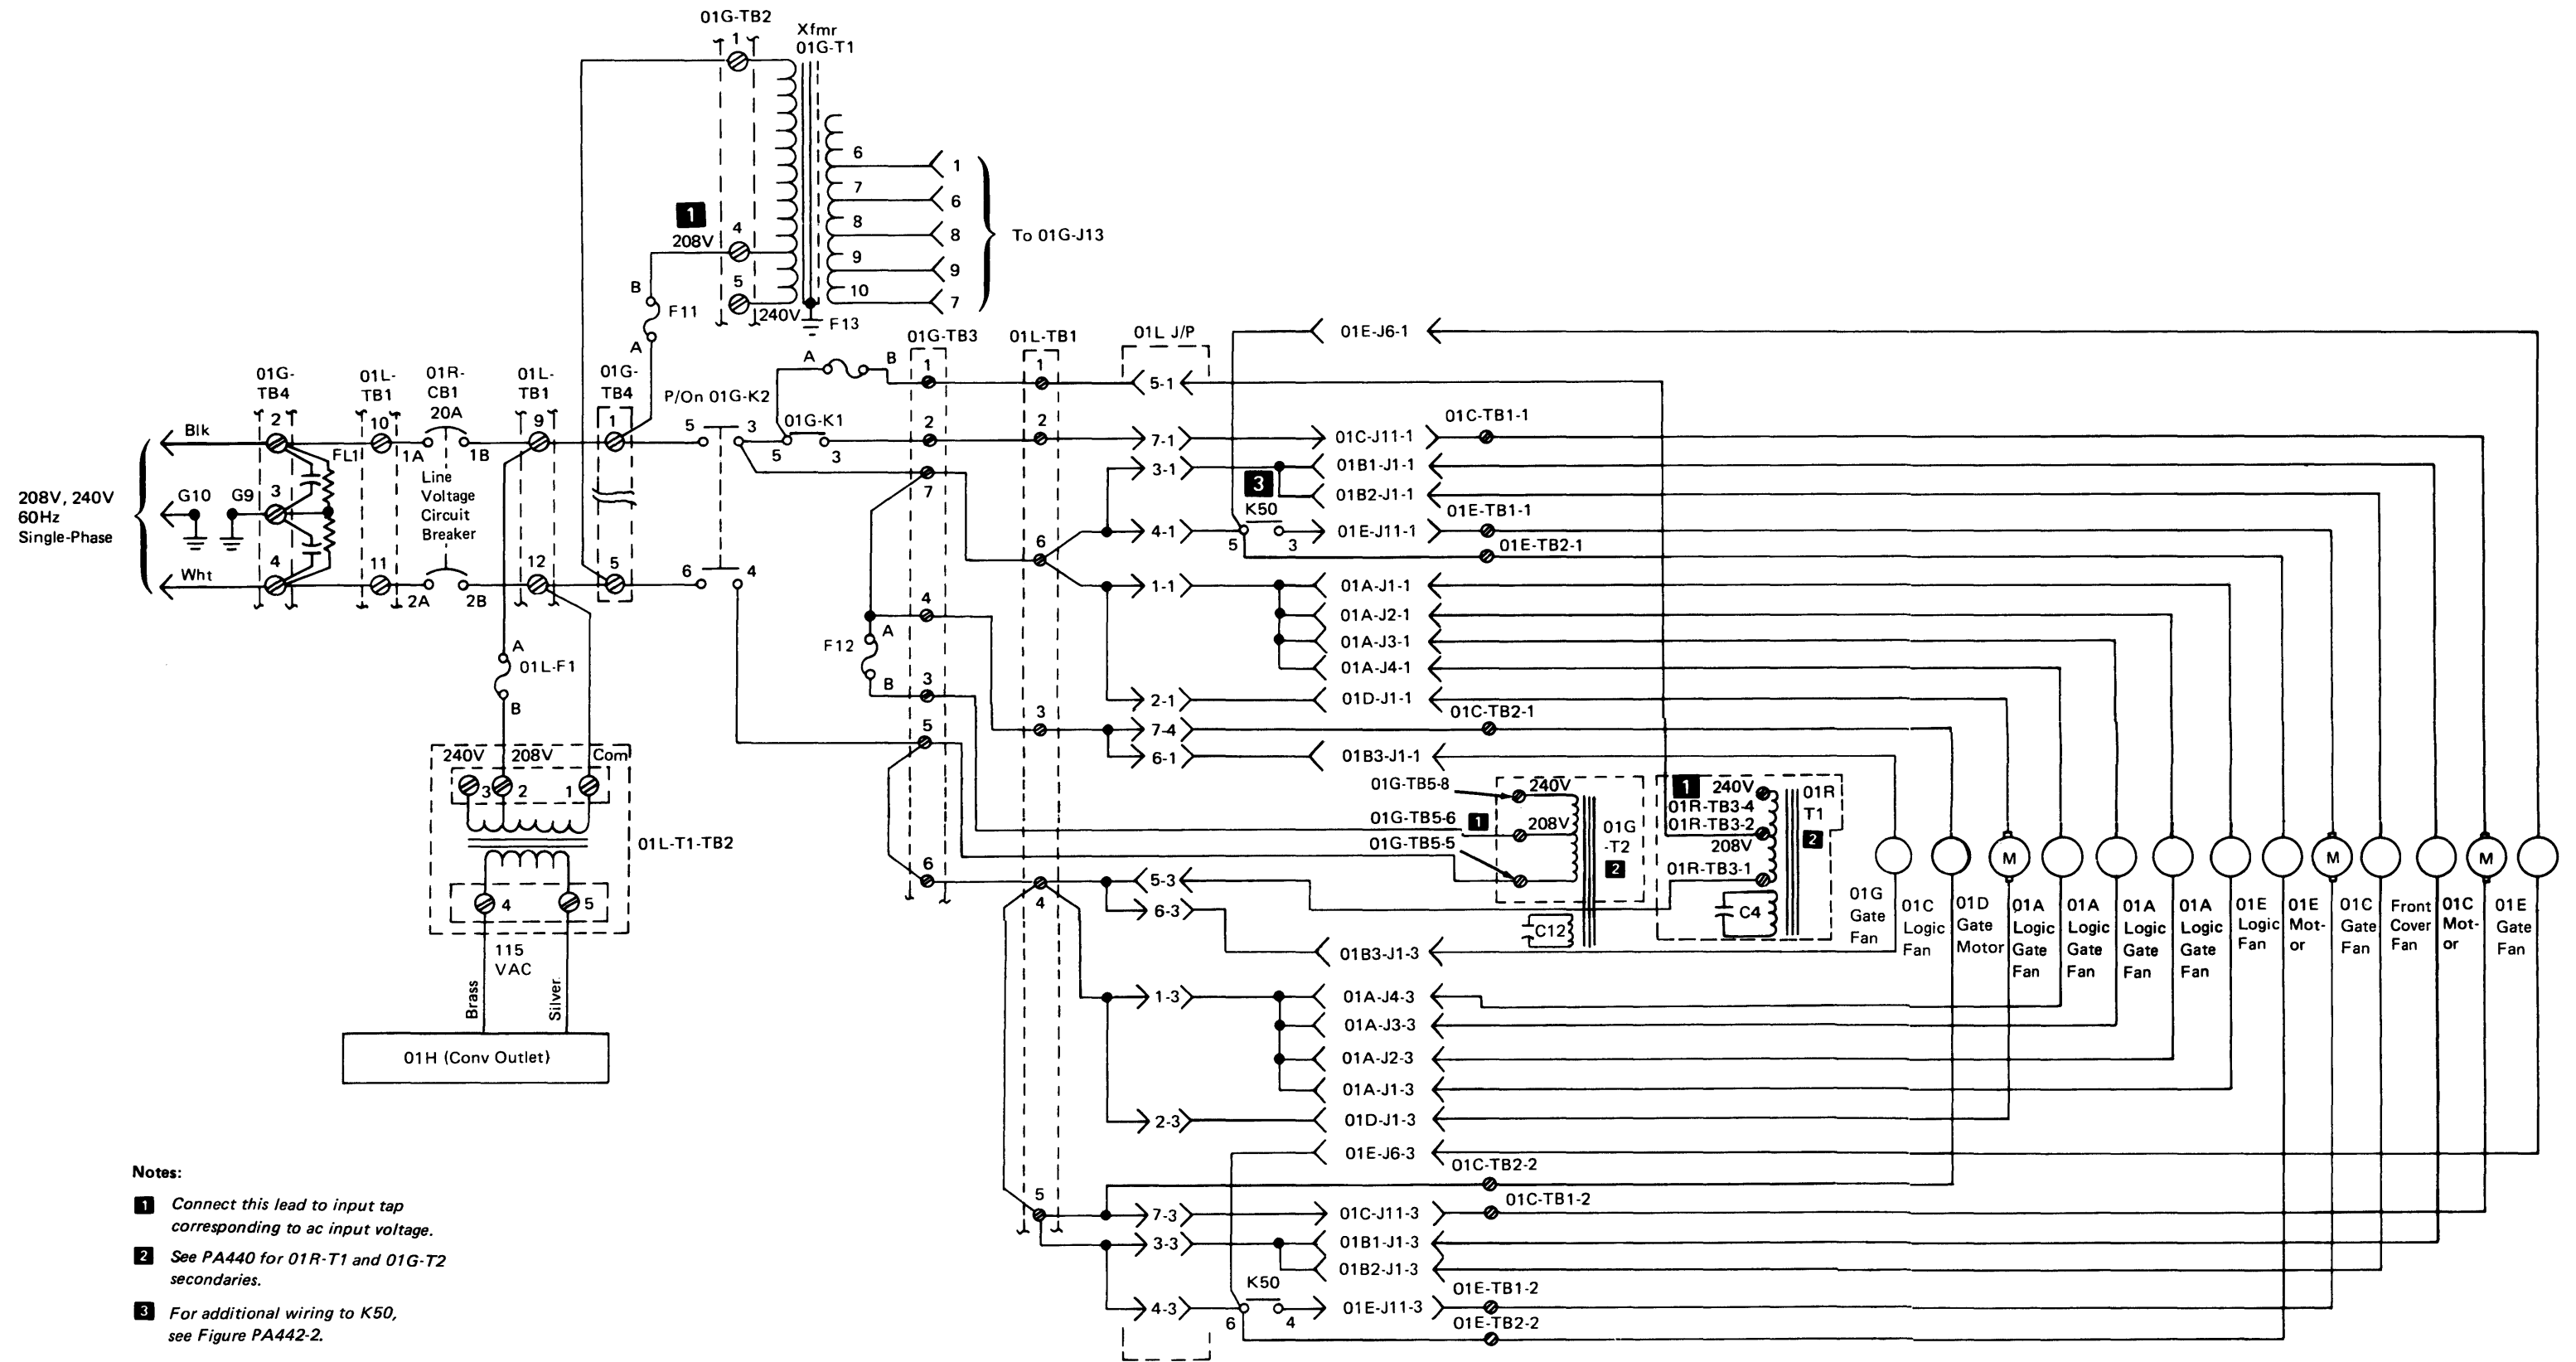 01G-TB2
1
Xfmr
01G-T1
6
1
7
6
8
8
To 01G-J13
9
9
10
7
1
4
208V
5
240V
F13
B
F11
A
01G-
TB4
01L-
TB1
01R-
CB1
20A
01L-
TB1
01G-
TB4
P/On 01G-K2
A
B
01G-TB3
01L-TB1
01L J/P
01E-J6-1
1
1
5-1
2
10
9
1
5
3
01G-K1
2
2
7-1
01C-J11-1
01C-TB1-1
Blk
FL1
1A
1B
5
3
7
3-1
01B1-J1-1
3
01B2-J1-1
Line
Voltage
Circuit
Breaker
208V, 240V
60Hz
Single-Phase
G10
G9
3
K50
01E-TB1-1
6
4-1
5
3
01E-J11-1
01E-TB2-1
4
11
12
5
6
4
Wht
2A
2B
1-1
01A-J1-1
4
01A-J2-1
A
F12
B
01A-J3-1
01A-J4-1
3
2-1
01D-J1-1
01C-TB2-1
A
01L-F1
B
3
7-4
5
6-1
01B3-J1-1
240V
208V
Com
3
2
1
01L-T1-TB2
4
5
115
VAC
Brass
Silver
01H (Conv Outlet)
01G-TB5-8
240V
01G-TB5-6
1
208V
01G
-T2
2
01G-TB5-5
C12
1
240V
01R-TB3-4
01R-TB3-2
208V
01R-TB3-1
01R
T1
2
C4
6
4
5-3
6-3
01B3-J1-3
M
M
M
01G
Gate
Fan
01C
Logic
Fan
01D
Gate
Motor
01A
Logic
Gate
Fan
01A
Logic
Gate
Fan
01A
Logic
Gate
Fan
01A
Logic
Gate
Fan
01E
Logic
Fan
01E
Mot-
or
01C
Gate
Fan
Front
Cover
Fan
01C
Mot-
or
01E
Gate
Fan
1-3
01A-J4-3
01A-J3-3
01A-J2-3
01A-J1-3
2-3
01D-J1-3
01E-J6-3
01C-TB2-2
5
7-3
01C-J11-3
01C-TB1-2
3-3
01B1-J1-3
01B2-J1-3
K50
01E-TB1-2
4-3
6
4
01E-J11-3
01E-TB2-2
Notes:
1 Connect this lead to input tap
corresponding to ac input voltage.
2 See PA440 for 01R-T1 and 01G-T2
secondaries.
3 For additional wiring to K50,
see Figure PA442-2.